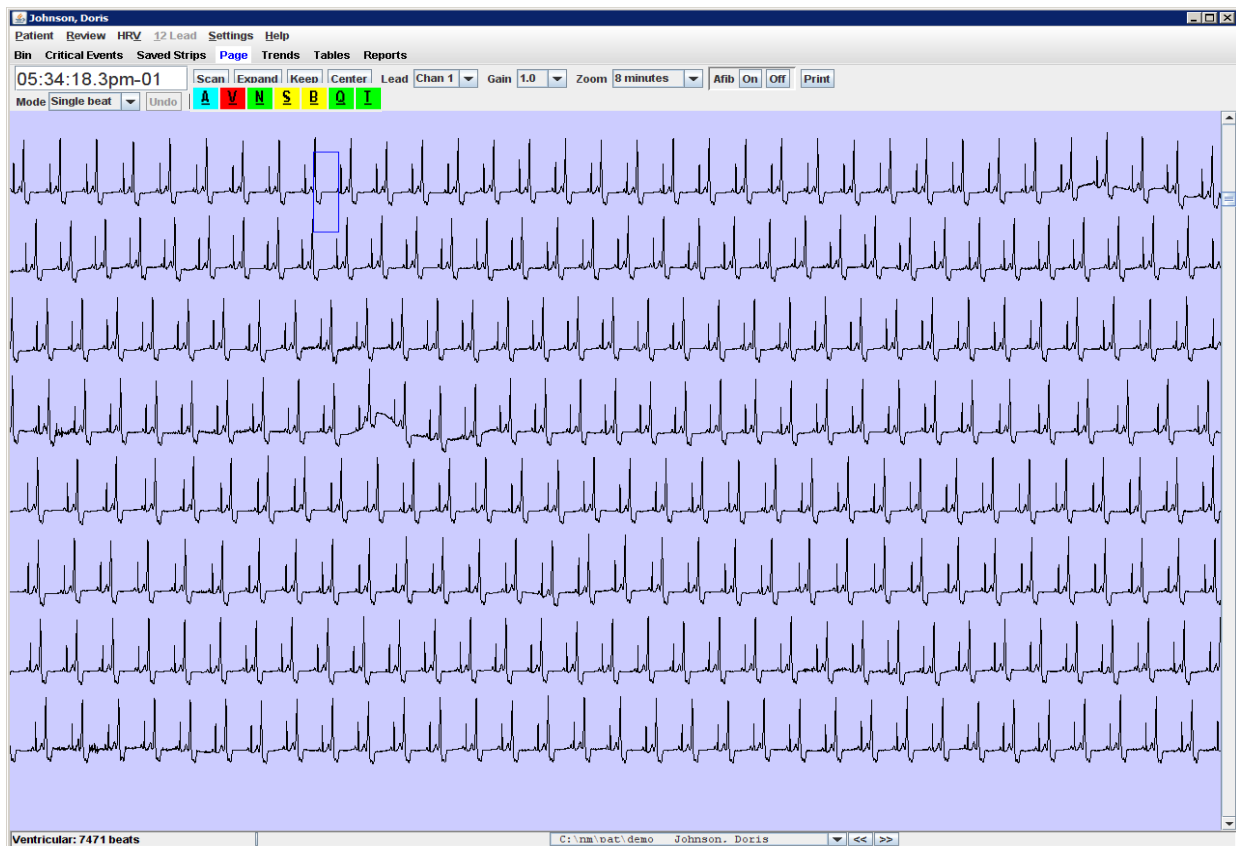 Johnson, Doris
Patient Review HRV 12 Lead Settings Help
Bin Critical Events Saved Strips Page Trends Tables Reports
05:34:18.3pm-01 Scan Expand Keep Center Lead Chan 1 Gain 1.0 Zoom 8 minutes Afib On Off Print
Mode Single beat Undo A V N S B Q I
Ventricular: 7471 beats C:\nm\pat\demo Johnson, Doris << >>